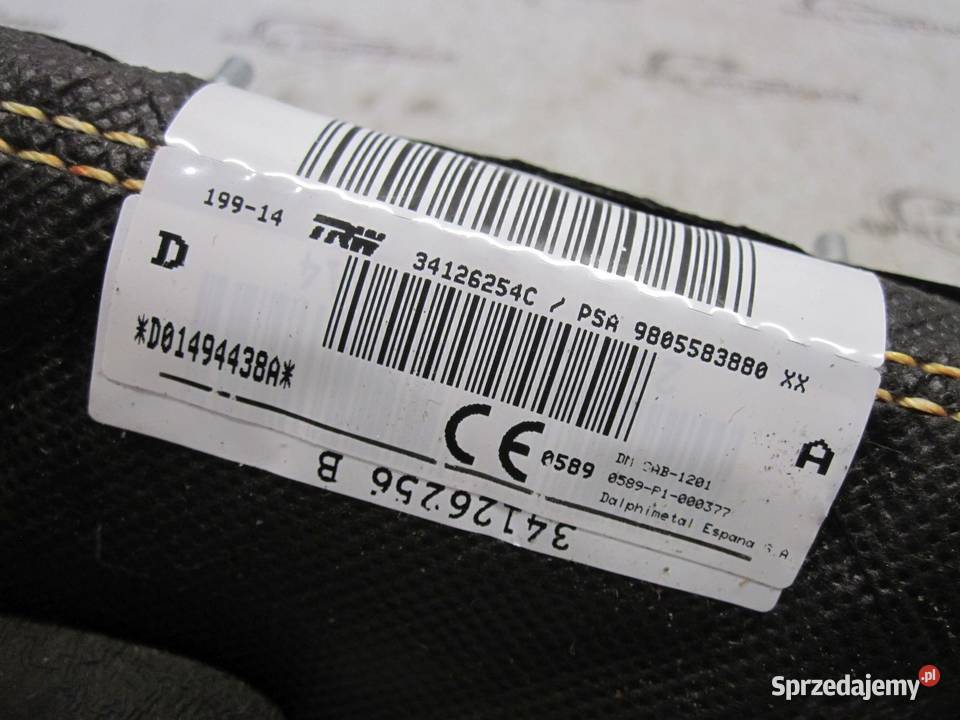 199-14 TRW 34126254C / PSA 9805583880 XX
D
*D01494438A*
CE 0589
DM SAB-1201
0589-P1-000377
Dalphimetal Espana S.A
A
34126256 B
Sprzedajemy.pl